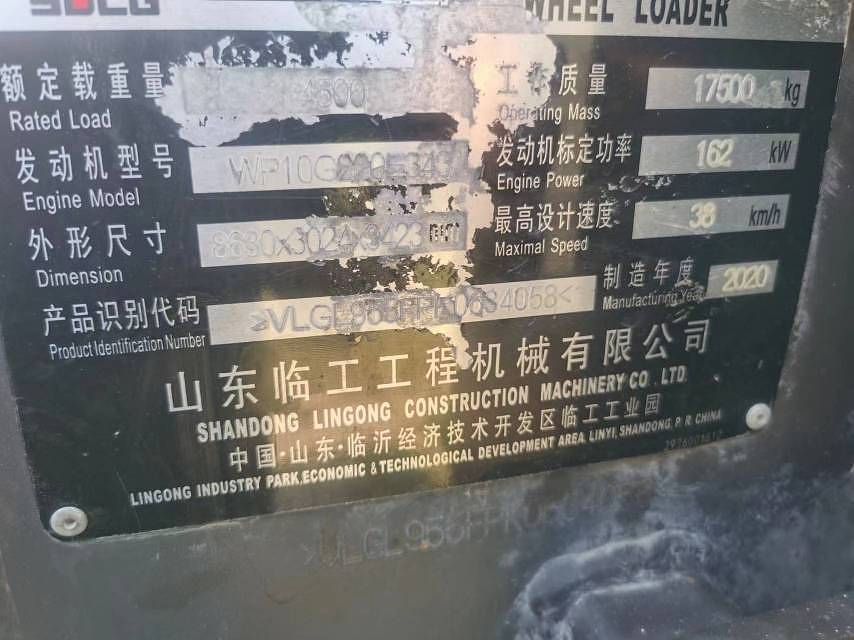 SDLG WHEEL LOADER
额定载重量 工作质量 17500 kg
Rated Load Operating Mass
发动机型号 发动机标定功率 162 kW
Engine Model Engine Power
外形尺寸 最高设计速度 38 km/h
Dimension Maximal Speed
产品识别代码 制造年度 2020
Product Identification Number Manufacturing Year
山东临工工程机械有限公司
SHANDONG LINGONG CONSTRUCTION MACHINERY CO.,LTD.
中国·山东·临沂经济技术开发区临工工业园
LINGONG INDUSTRY PARK,ECONOMIC & TECHNOLOGICAL DEVELOPMENT AREA, LINYI, SHANDONG, P.R.CHINA